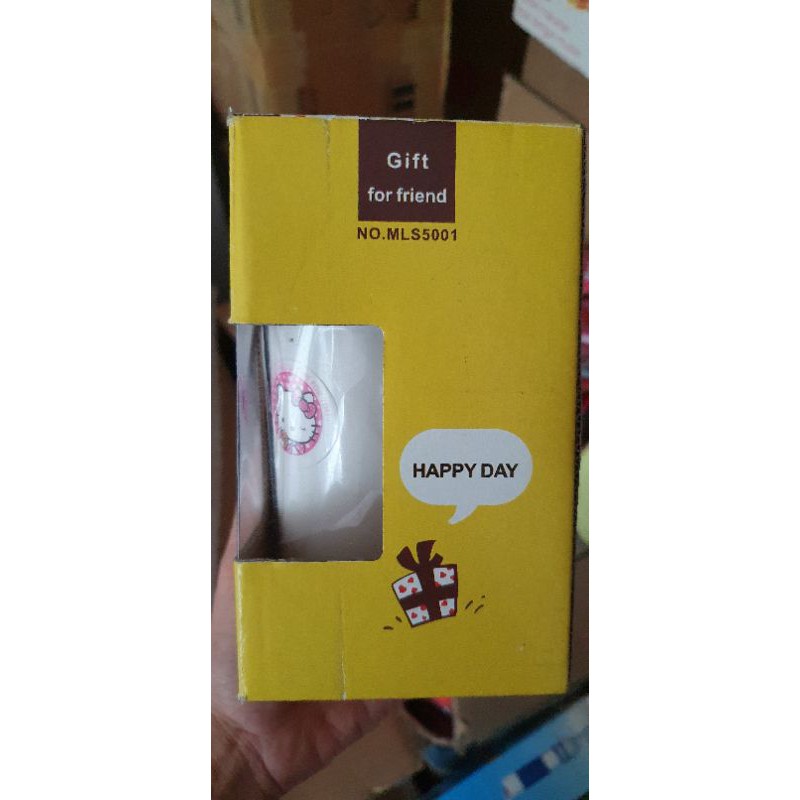 Gift
for friend
NO.MLS5001
HAPPY DAY